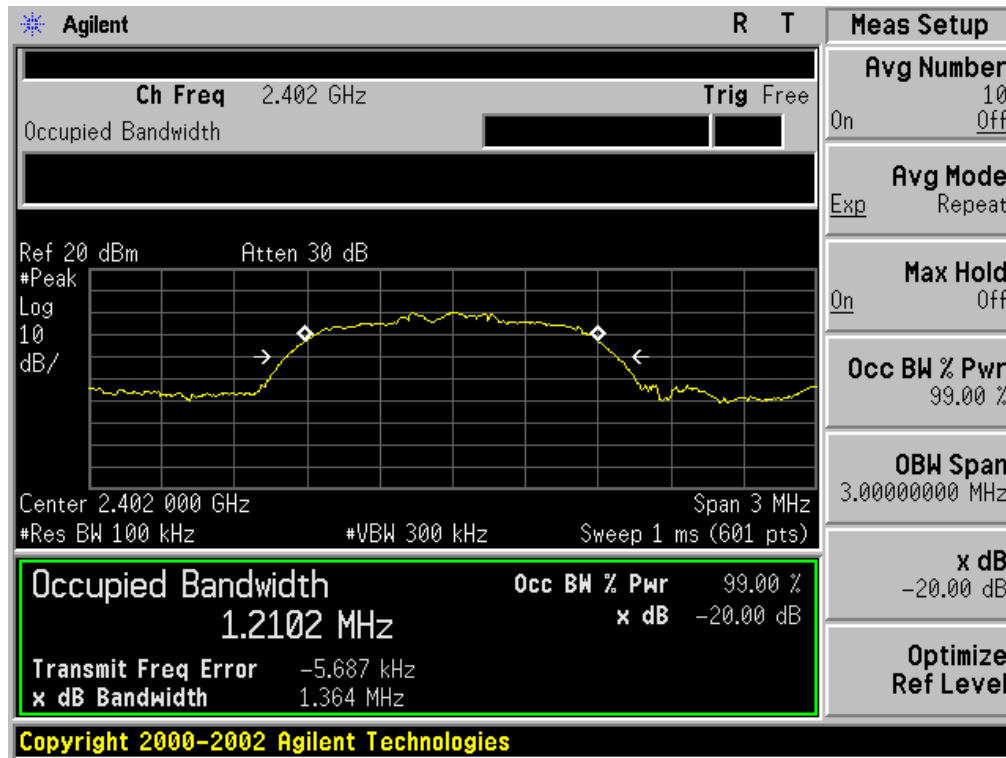 Agilent R T Meas Setup
Ch Freq 2.402 GHz Trig Free
Occupied Bandwidth
Ref 20 dBm Atten 30 dB
#Peak
Log
10
dB/
Center 2.402 000 GHz Span 3 MHz
#Res BW 100 kHz #VBW 300 kHz Sweep 1 ms (601 pts)
Occupied Bandwidth Occ BW % Pwr 99.00 %
1.2102 MHz x dB -20.00 dB
Transmit Freq Error -5.687 kHz
x dB Bandwidth 1.364 MHz
Copyright 2000-2002 Agilent Technologies
Avg Number
10
On Off
Avg Mode
Exp Repeat
Max Hold
On Off
Occ BW % Pwr
99.00 %
OBW Span
3.00000000 MHz
x dB
-20.00 dB
Optimize
Ref Level